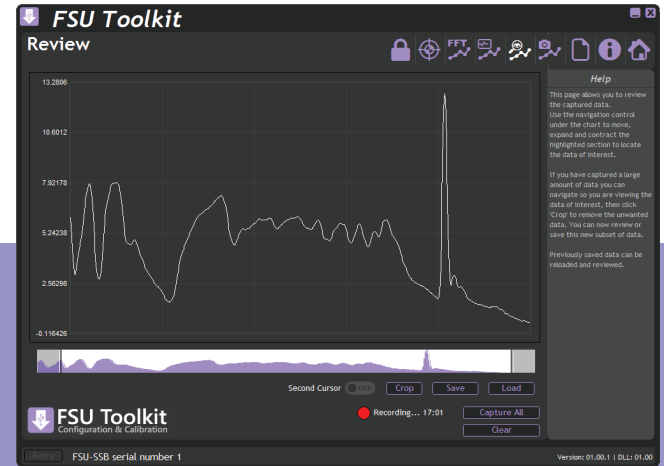 FSU Toolkit
Review
FFT
Help
This page allows you to review
the captured data.
Use the navigation control
under the chart to move,
expand and contract the
highlighted section to locate
the data of interest.
If you have captured a large
amount of data you can
navigate so you are viewing the
data of interest, then click
'Crop' to remove the unwanted
data. You can now review or
save this new subset of data.
Previously saved data can be
reloaded and reviewed.
13.2806
10.6012
7.92178
5.24238
2.56298
-0.116426
Second Cursor OFF Crop Save Load
Recording... 17:01 Capture All
Clear
FSU Toolkit
Configuration & Calibration
Retry FSU-SSB serial number 1 Version: 01.00.1 | DLL: 01.00